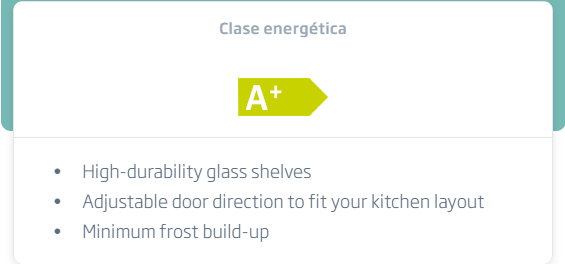 Clase energética
A+
• High-durability glass shelves
• Adjustable door direction to fit your kitchen layout
• Minimum frost build-up